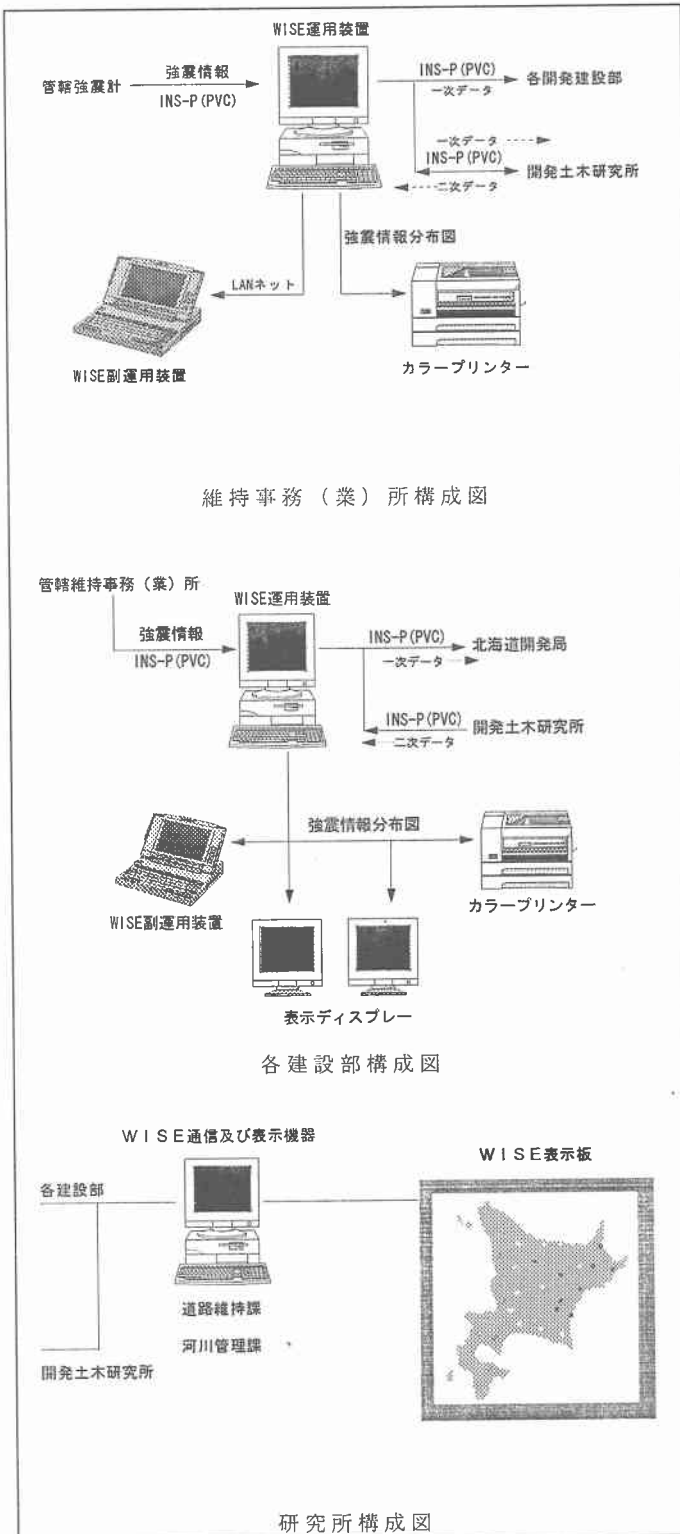 WISE運用装置
管轄強震計
強震情報
INS-P(PVC)
INS-P(PVC)
一次データ
各開発建設部
一次データ
INS-P(PVC)
二次データ
開発土木研究所
強震情報分布図
LANネット
WISE副運用装置
カラープリンター
維持事務（業）所構成図
管轄維持事務（業）所
WISE運用装置
強震情報
INS-P(PVC)
INS-P(PVC)
一次データ
北海道開発局
INS-P(PVC)
二次データ
開発土木研究所
強震情報分布図
WISE副運用装置
カラープリンター
表示ディスプレー
各建設部構成図
WISE通信及び表示機器
WISE表示板
各建設部
道路維持課
河川管理課
開発土木研究所
研究所構成図